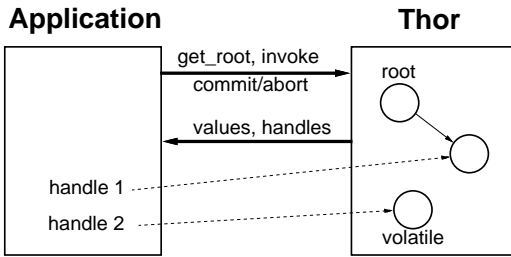 Application
Thor
get_root, invoke
commit/abort
values, handles
root
handle 1
handle 2
volatile